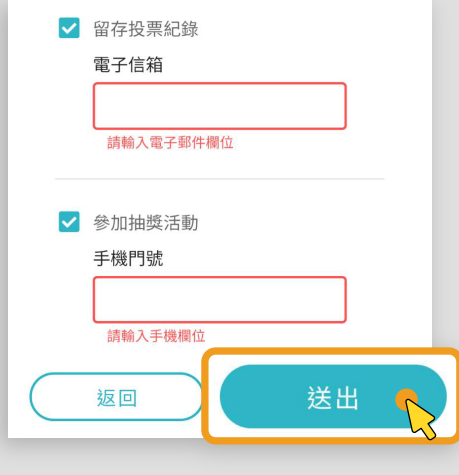 留存投票紀錄
電子信箱
請輸入電子郵件欄位
參加抽獎活動
手機門號
請輸入手機欄位
返回
送出